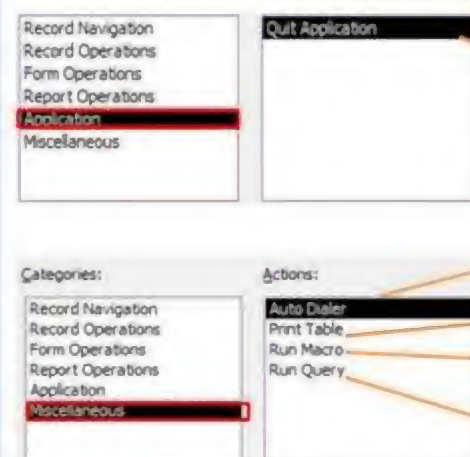 Record Navigation
Record Operations
Form Operations
Report Operations
Application
Miscellaneous
Quit Application
Categories:
Record Navigation
Record Operations
Form Operations
Report Operations
Application
Miscellaneous
Actions:
Auto Dialer
Print Table
Run Macro
Run Query